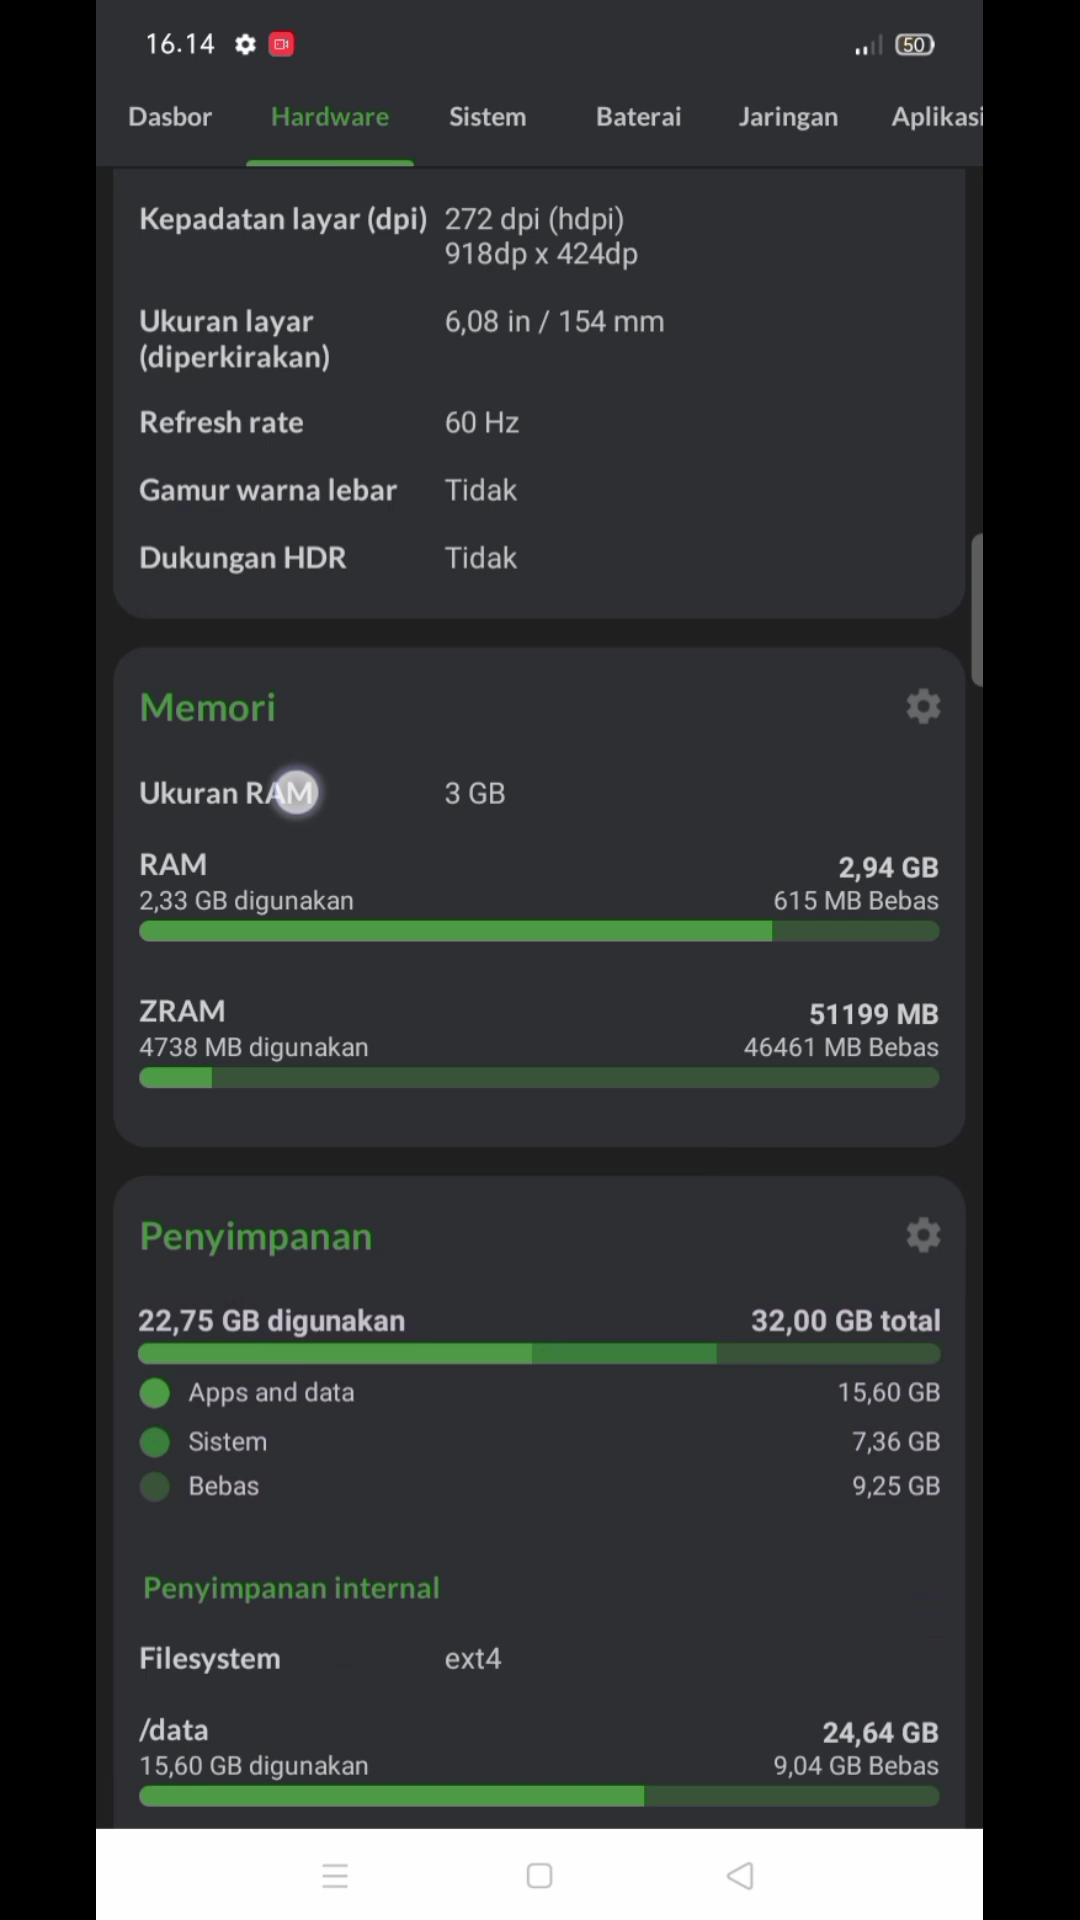 16.14
50
Dasbor Hardware Sistem Baterai Jaringan Aplikasi
Kepadatan layar (dpi) 272 dpi (hdpi)
918dp x 424dp
Ukuran layar 6,08 in / 154 mm
(diperkirakan)
Refresh rate 60 Hz
Gamur warna lebar Tidak
Dukungan HDR Tidak
Memori
Ukuran RAM 3 GB
RAM 2,94 GB
2,33 GB digunakan 615 MB Bebas
ZRAM 51199 MB
4738 MB digunakan 46461 MB Bebas
Penyimpanan
22,75 GB digunakan 32,00 GB total
Apps and data 15,60 GB
Sistem 7,36 GB
Bebas 9,25 GB
Penyimpanan internal
Filesystem ext4
/data 24,64 GB
15,60 GB digunakan 9,04 GB Bebas